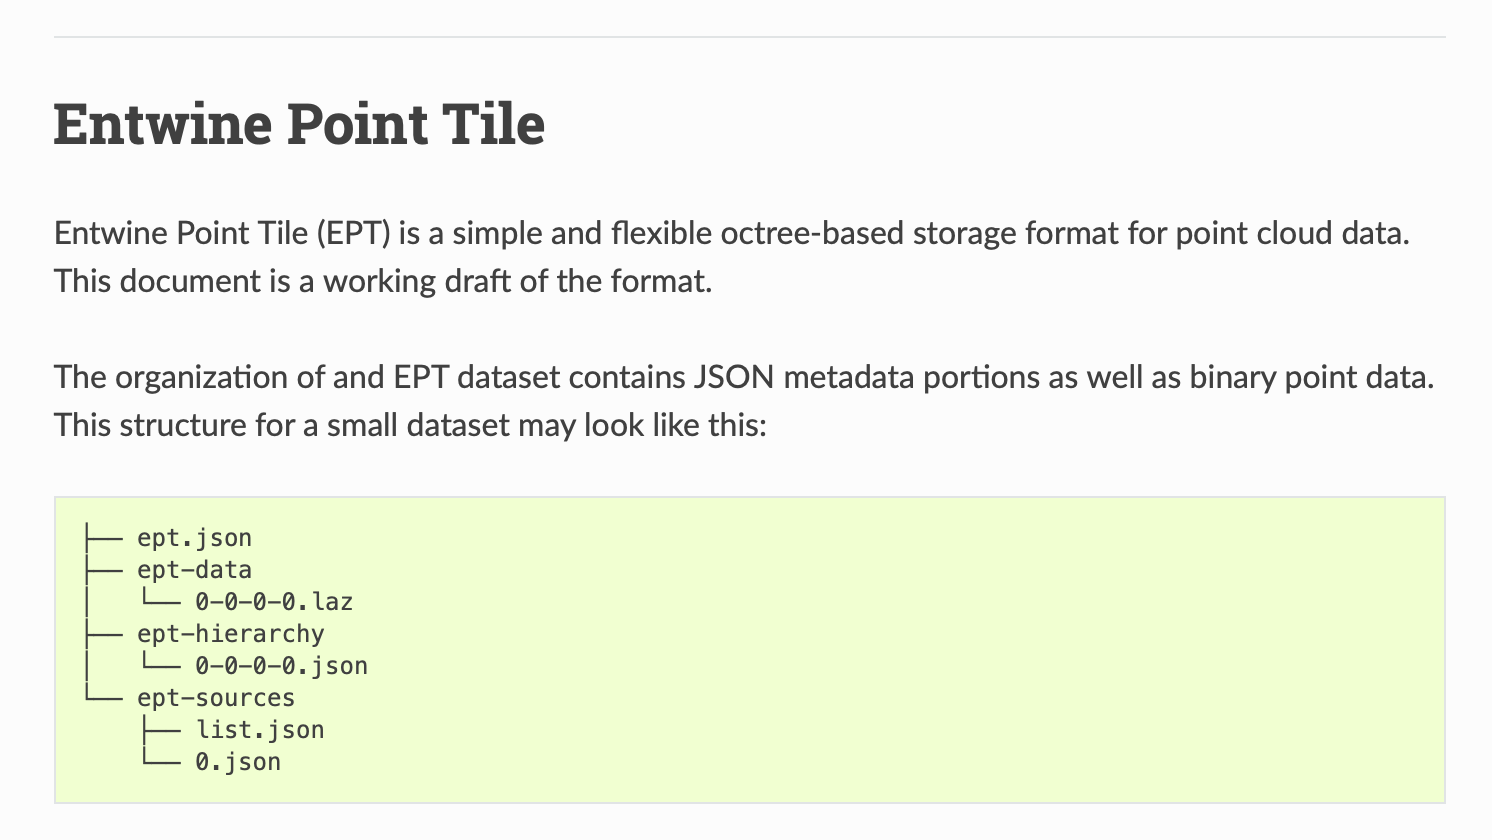 Entwine Point Tile
Entwine Point Tile (EPT) is a simple and flexible octree-based storage format for point cloud data.
This document is a working draft of the format.
The organization of and EPT dataset contains JSON metadata portions as well as binary point data.
This structure for a small dataset may look like this:
├── ept.json
├── ept-data
│   └── 0-0-0-0.laz
├── ept-hierarchy
│   └── 0-0-0-0.json
└── ept-sources
    ├── list.json
    └── 0.json